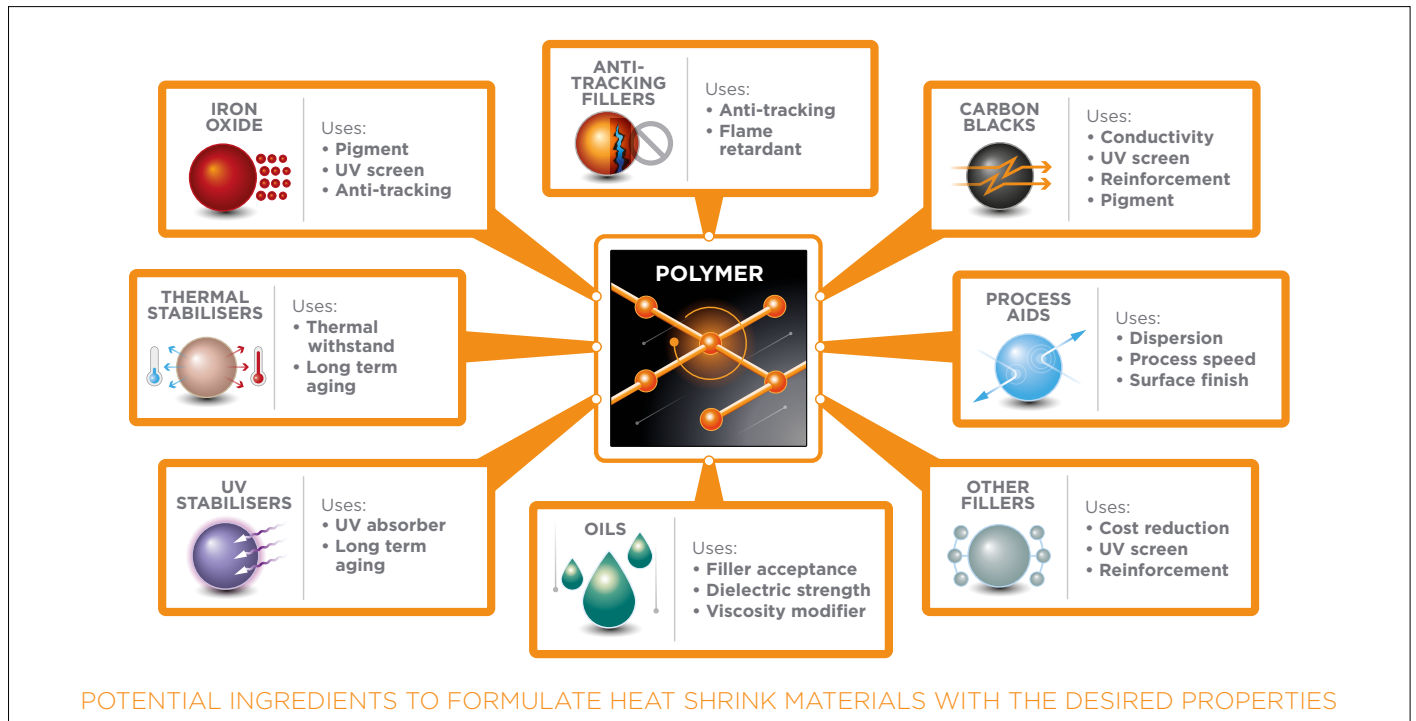 IRON
OXIDE
Uses:
• Pigment
• UV screen
• Anti-tracking
ANTI-
TRACKING
FILLERS
Uses:
• Anti-tracking
• Flame
retardant
CARBON
BLACKS
Uses:
• Conductivity
• UV screen
• Reinforcement
• Pigment
THERMAL
STABILISERS
Uses:
• Thermal
withstand
• Long term
aging
POLYMER
PROCESS
AIDS
Uses:
• Dispersion
• Process speed
• Surface finish
UV
STABILISERS
Uses:
• UV absorber
• Long term
aging
OILS
Uses:
• Filler acceptance
• Dielectric strength
• Viscosity modifier
OTHER
FILLERS
Uses:
• Cost reduction
• UV screen
• Reinforcement
POTENTIAL INGREDIENTS TO FORMULATE HEAT SHRINK MATERIALS WITH THE DESIRED PROPERTIES